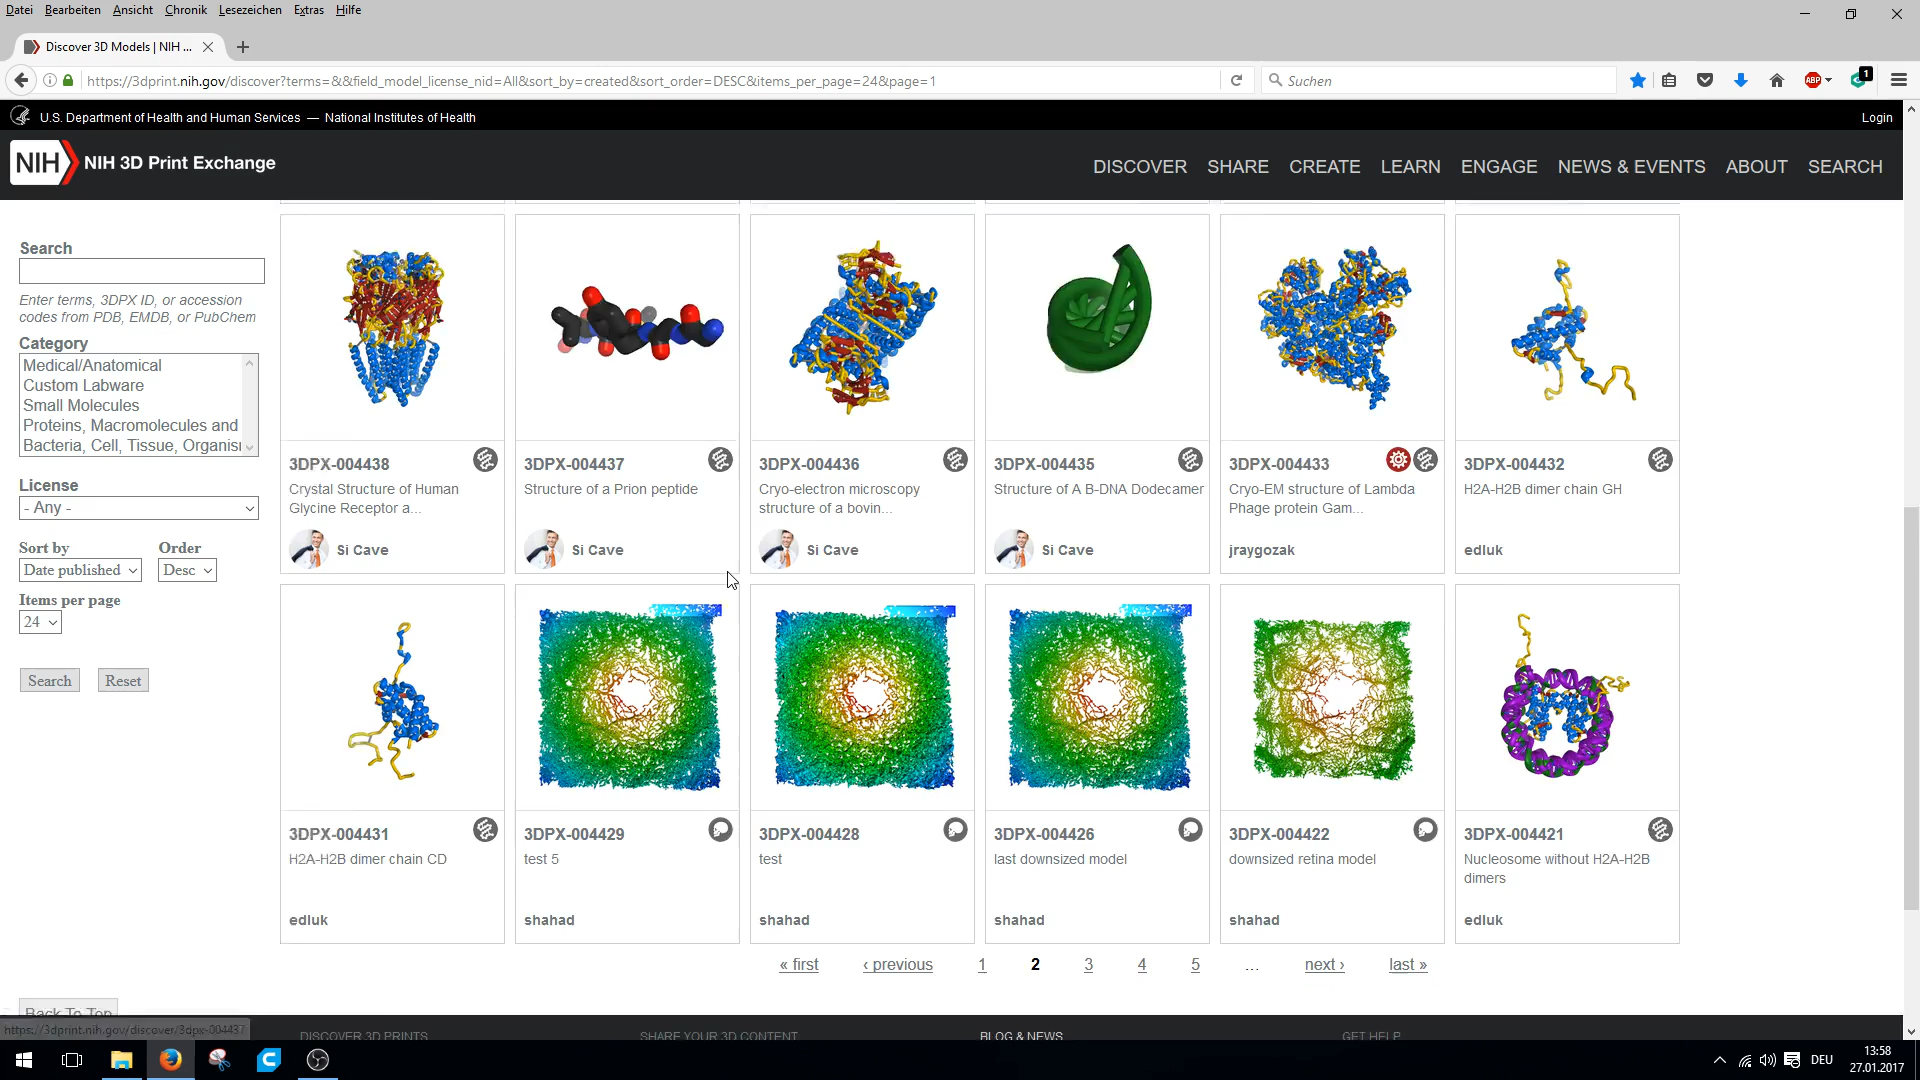 Datei Bearbeiten Ansicht Chronik Lesezeichen Extras Hilfe
Discover 3D Models | NIH ...
https://3dprint.nih.gov/discover?terms=&&field_model_license_nid=All&sort_by=created&sort_order=DESC&items_per_page=24&page=1
Suchen
ABP
1
U.S. Department of Health and Human Services — National Institutes of Health
Login
NIH NIH 3D Print Exchange
DISCOVER SHARE CREATE LEARN ENGAGE NEWS & EVENTS ABOUT SEARCH
Search
Enter terms, 3DPX ID, or accession
codes from PDB, EMDB, or PubChem
Category
Medical/Anatomical
Custom Labware
Small Molecules
Proteins, Macromolecules and
Bacteria, Cell, Tissue, Organis
License
- Any -
Sort by Order
Date published Desc
Items per page
24
Search Reset
3DPX-004438
Crystal Structure of Human
Glycine Receptor a...
Si Cave
3DPX-004437
Structure of a Prion peptide
Si Cave
3DPX-004436
Cryo-electron microscopy
structure of a bovin...
Si Cave
3DPX-004435
Structure of A B-DNA Dodecamer
Si Cave
3DPX-004433
Cryo-EM structure of Lambda
Phage protein Gam...
jraygozak
3DPX-004432
H2A-H2B dimer chain GH
edluk
3DPX-004431
H2A-H2B dimer chain CD
edluk
3DPX-004429
test 5
shahad
3DPX-004428
test
shahad
3DPX-004426
last downsized model
shahad
3DPX-004422
downsized retina model
shahad
3DPX-004421
Nucleosome without H2A-H2B
dimers
edluk
« first ‹ previous 1 2 3 4 5 ... next › last »
Back To Top
https://3dprint.nih.gov/discover/3dpx-004437
DISCOVER 3D PRINTS SHARE YOUR 3D CONTENT BLOG & NEWS GET HELP
DEU
13:58
27.01.2017